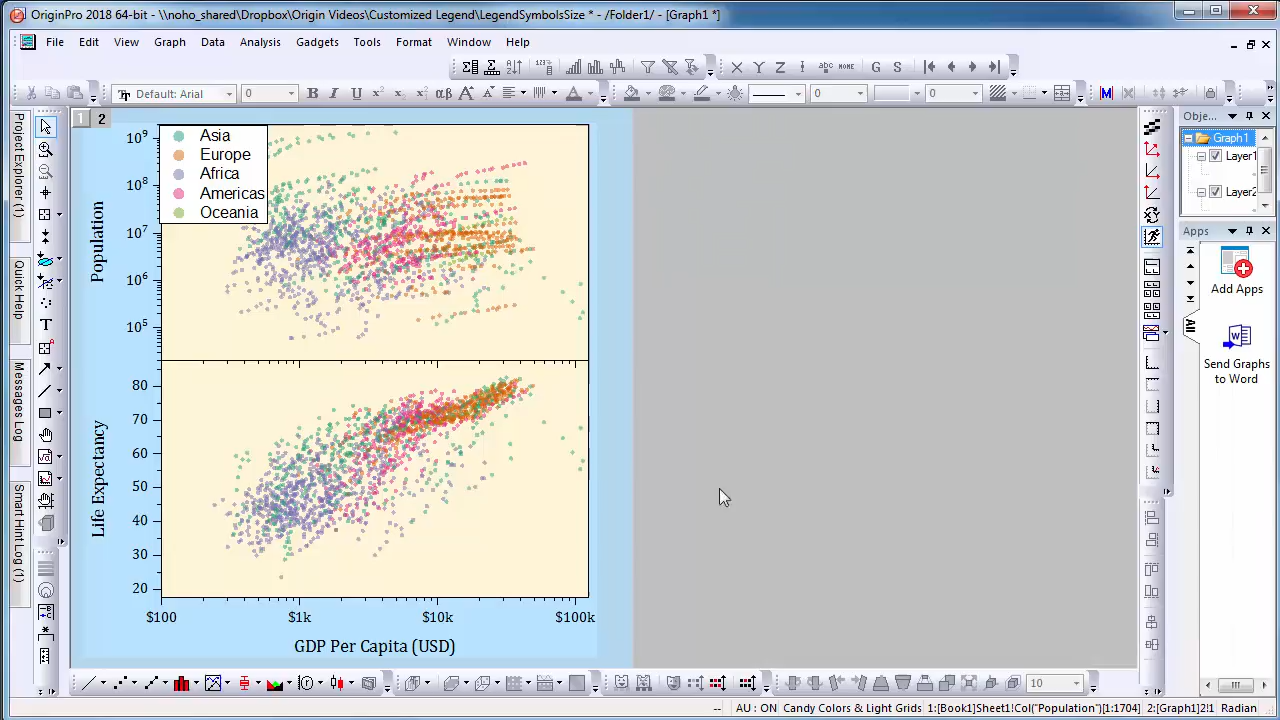 OriginPro 2018 64-bit - \\noho_shared\Dropbox\Origin Videos\Customized Legend\LegendSymbolsSize * - /Folder1/ - [Graph1 *]
File Edit View Graph Data Analysis Gadgets Tools Format Window Help
X Y Z abc NONE G S
Default: Arial 0 B I U αβ A A A 0 0
1 2
Project Explorer (1)
Quick Help
Messages Log
Smart Hint Log (1)
Asia
Europe
Africa
Americas
Oceania
Population
10⁹
10⁸
10⁷
10⁶
10⁵
Life Expectancy
80
70
60
50
40
30
20
$100 $1k $10k $100k
GDP Per Capita (USD)
Obje...
Graph1
Layer1
Layer2
Apps
All
Add Apps
Send Graphs
to Word
10
-- AU : ON Candy Colors & Light Grids 1:[Book1]Sheet1!Col("Population")[1:1704] 2:[Graph1]2!1 Radian